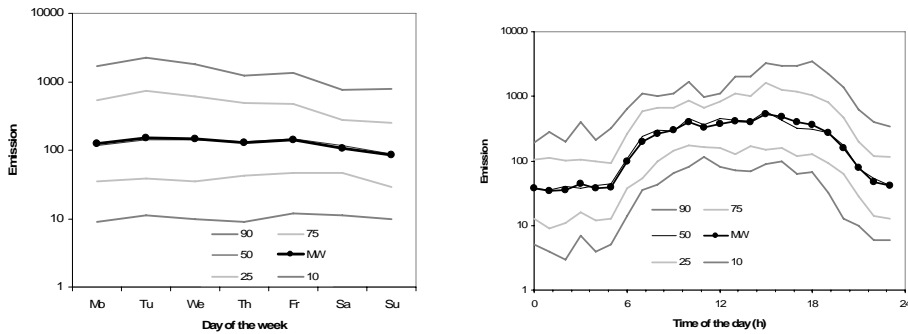 10000
1000
100
10
1
Emission
90 75
50 MW
25 10
Mo Tu We Th Fr Sa Su
Day of the week
10000
1000
100
10
1
Emission
90 75
50 MW
25 10
0 6 12 18 24
Time of the day (h)